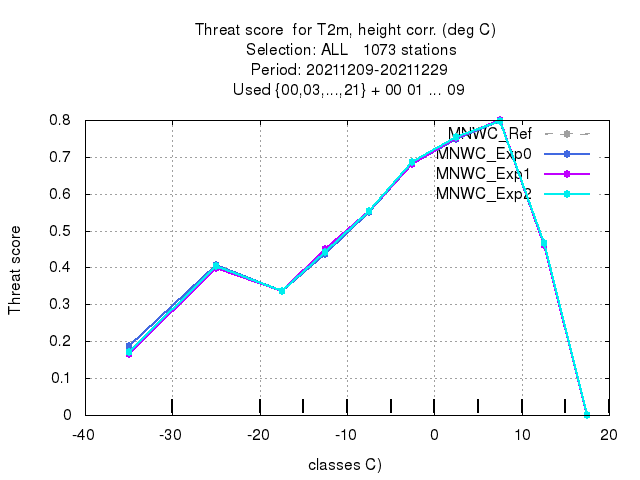 Threat score  for T2m, height corr. (deg C)
Selection: ALL   1073 stations
Period: 20211209-20211229
Used {00,03,...,21} + 00 01 ... 09
0.8
0.7
0.6
0.5
0.4
0.3
0.2
0.1
0
Threat score
MNWC_Ref
MNWC_Exp0
MNWC_Exp1
MNWC_Exp2
-40 -30 -20 -10 0 10 20
classes C)